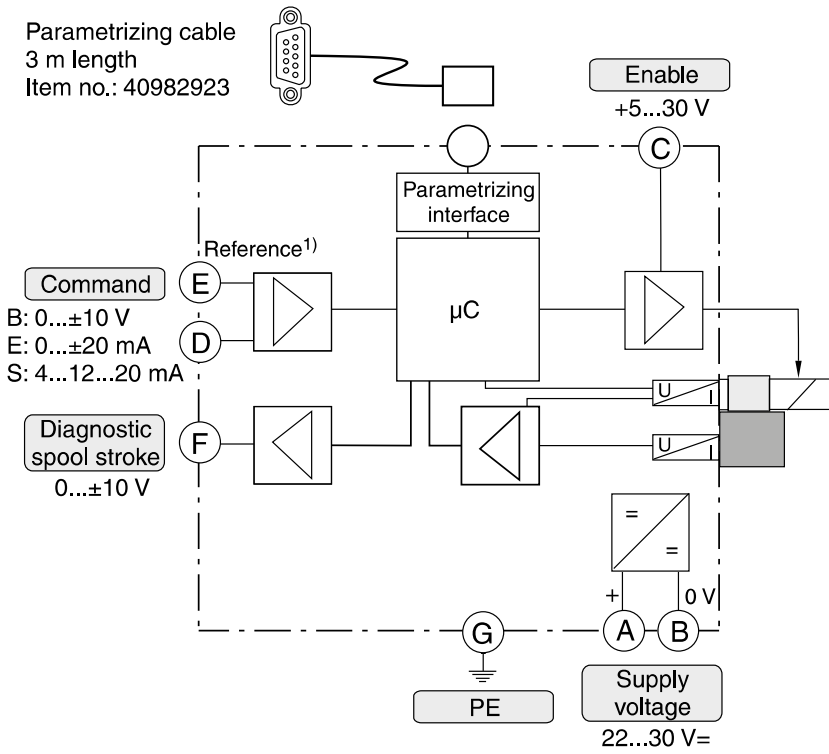 Parametrizing cable
3 m length
Item no.: 40982923
Enable
+5...30 V
C
Parametrizing
interface
Reference1)
Command
E
B: 0...±10 V
E: 0...±20 mA
S: 4...12...20 mA
D
µC
U
I
Diagnostic
spool stroke
0...±10 V
F
U
I
=
=
+
0 V
G
A
B
PE
Supply
voltage
22...30 V=